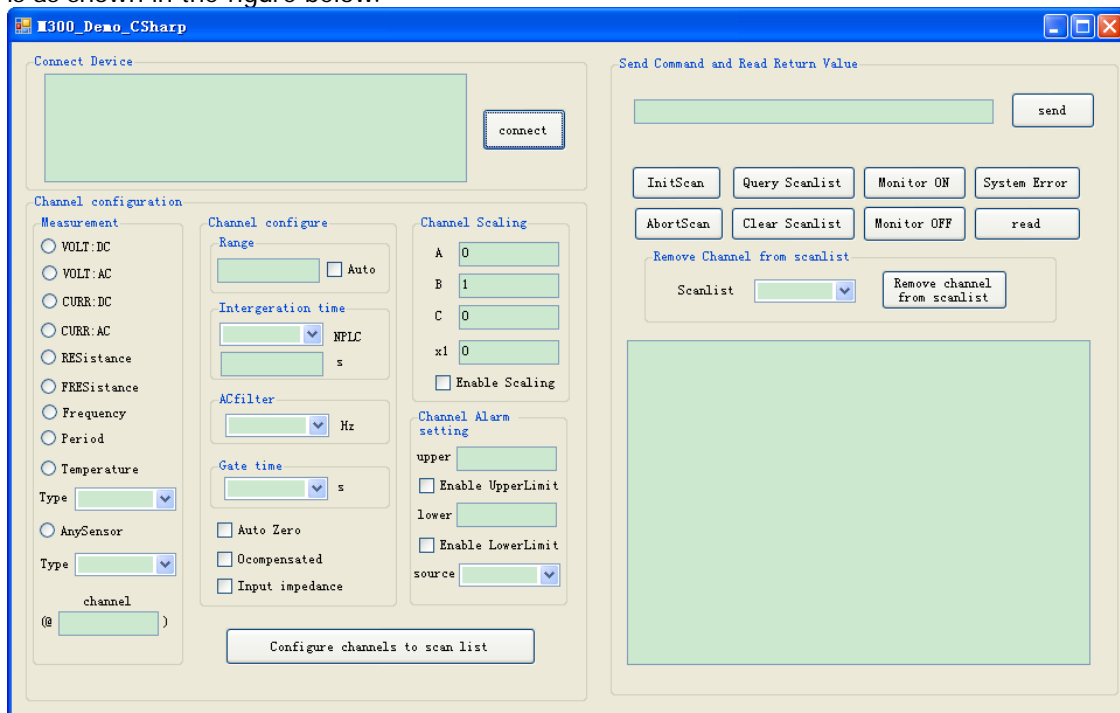 is as shown in the figure below.
M300_Demo_CSharp
Connect Device
connect
Channel configuration
Measurement
VOLT:DC
VOLT:AC
CURR:DC
CURR:AC
RESistance
FRESistance
Frequency
Period
Temperature
Type
AnySensor
Type
channel
(@ )
Channel configure
Range
Auto
Intergeration time
NPLC
s
ACfilter
Hz
Gate time
s
Auto Zero
Ocompensated
Input impedance
Channel Scaling
A 0
B 1
C 0
x1 0
Enable Scaling
Channel Alarm
setting
upper
Enable UpperLimit
lower
Enable LowerLimit
source
Configure channels to scan list
Send Command and Read Return Value
send
InitScan Query Scanlist Monitor ON System Error
AbortScan Clear Scanlist Monitor OFF read
Remove Channel from scanlist
Scanlist
Remove channel
from scanlist